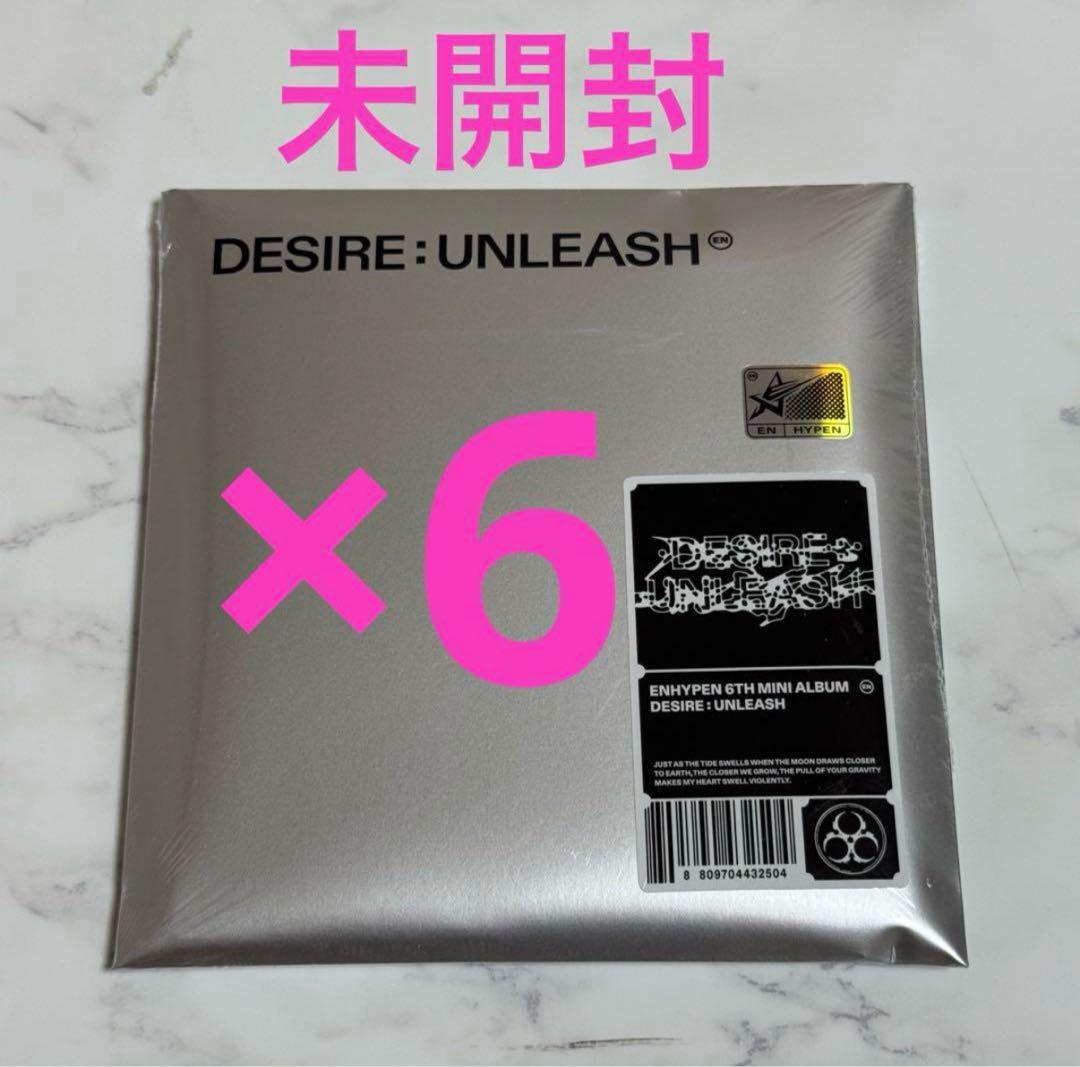 未開封
DESIRE : UNLEASH EN
EN HYPEN
×6
DESIRE :
UNLEASH
ENHYPEN 6TH MINI ALBUM EN
DESIRE : UNLEASH
JUST AS THE TIDE SWELLS WHEN THE MOON DRAWS CLOSER
TO EARTH, THE CLOSER WE GROW, THE PULL OF YOUR GRAVITY
MAKES MY HEART SWELL VIOLENTLY.
8 809704432504